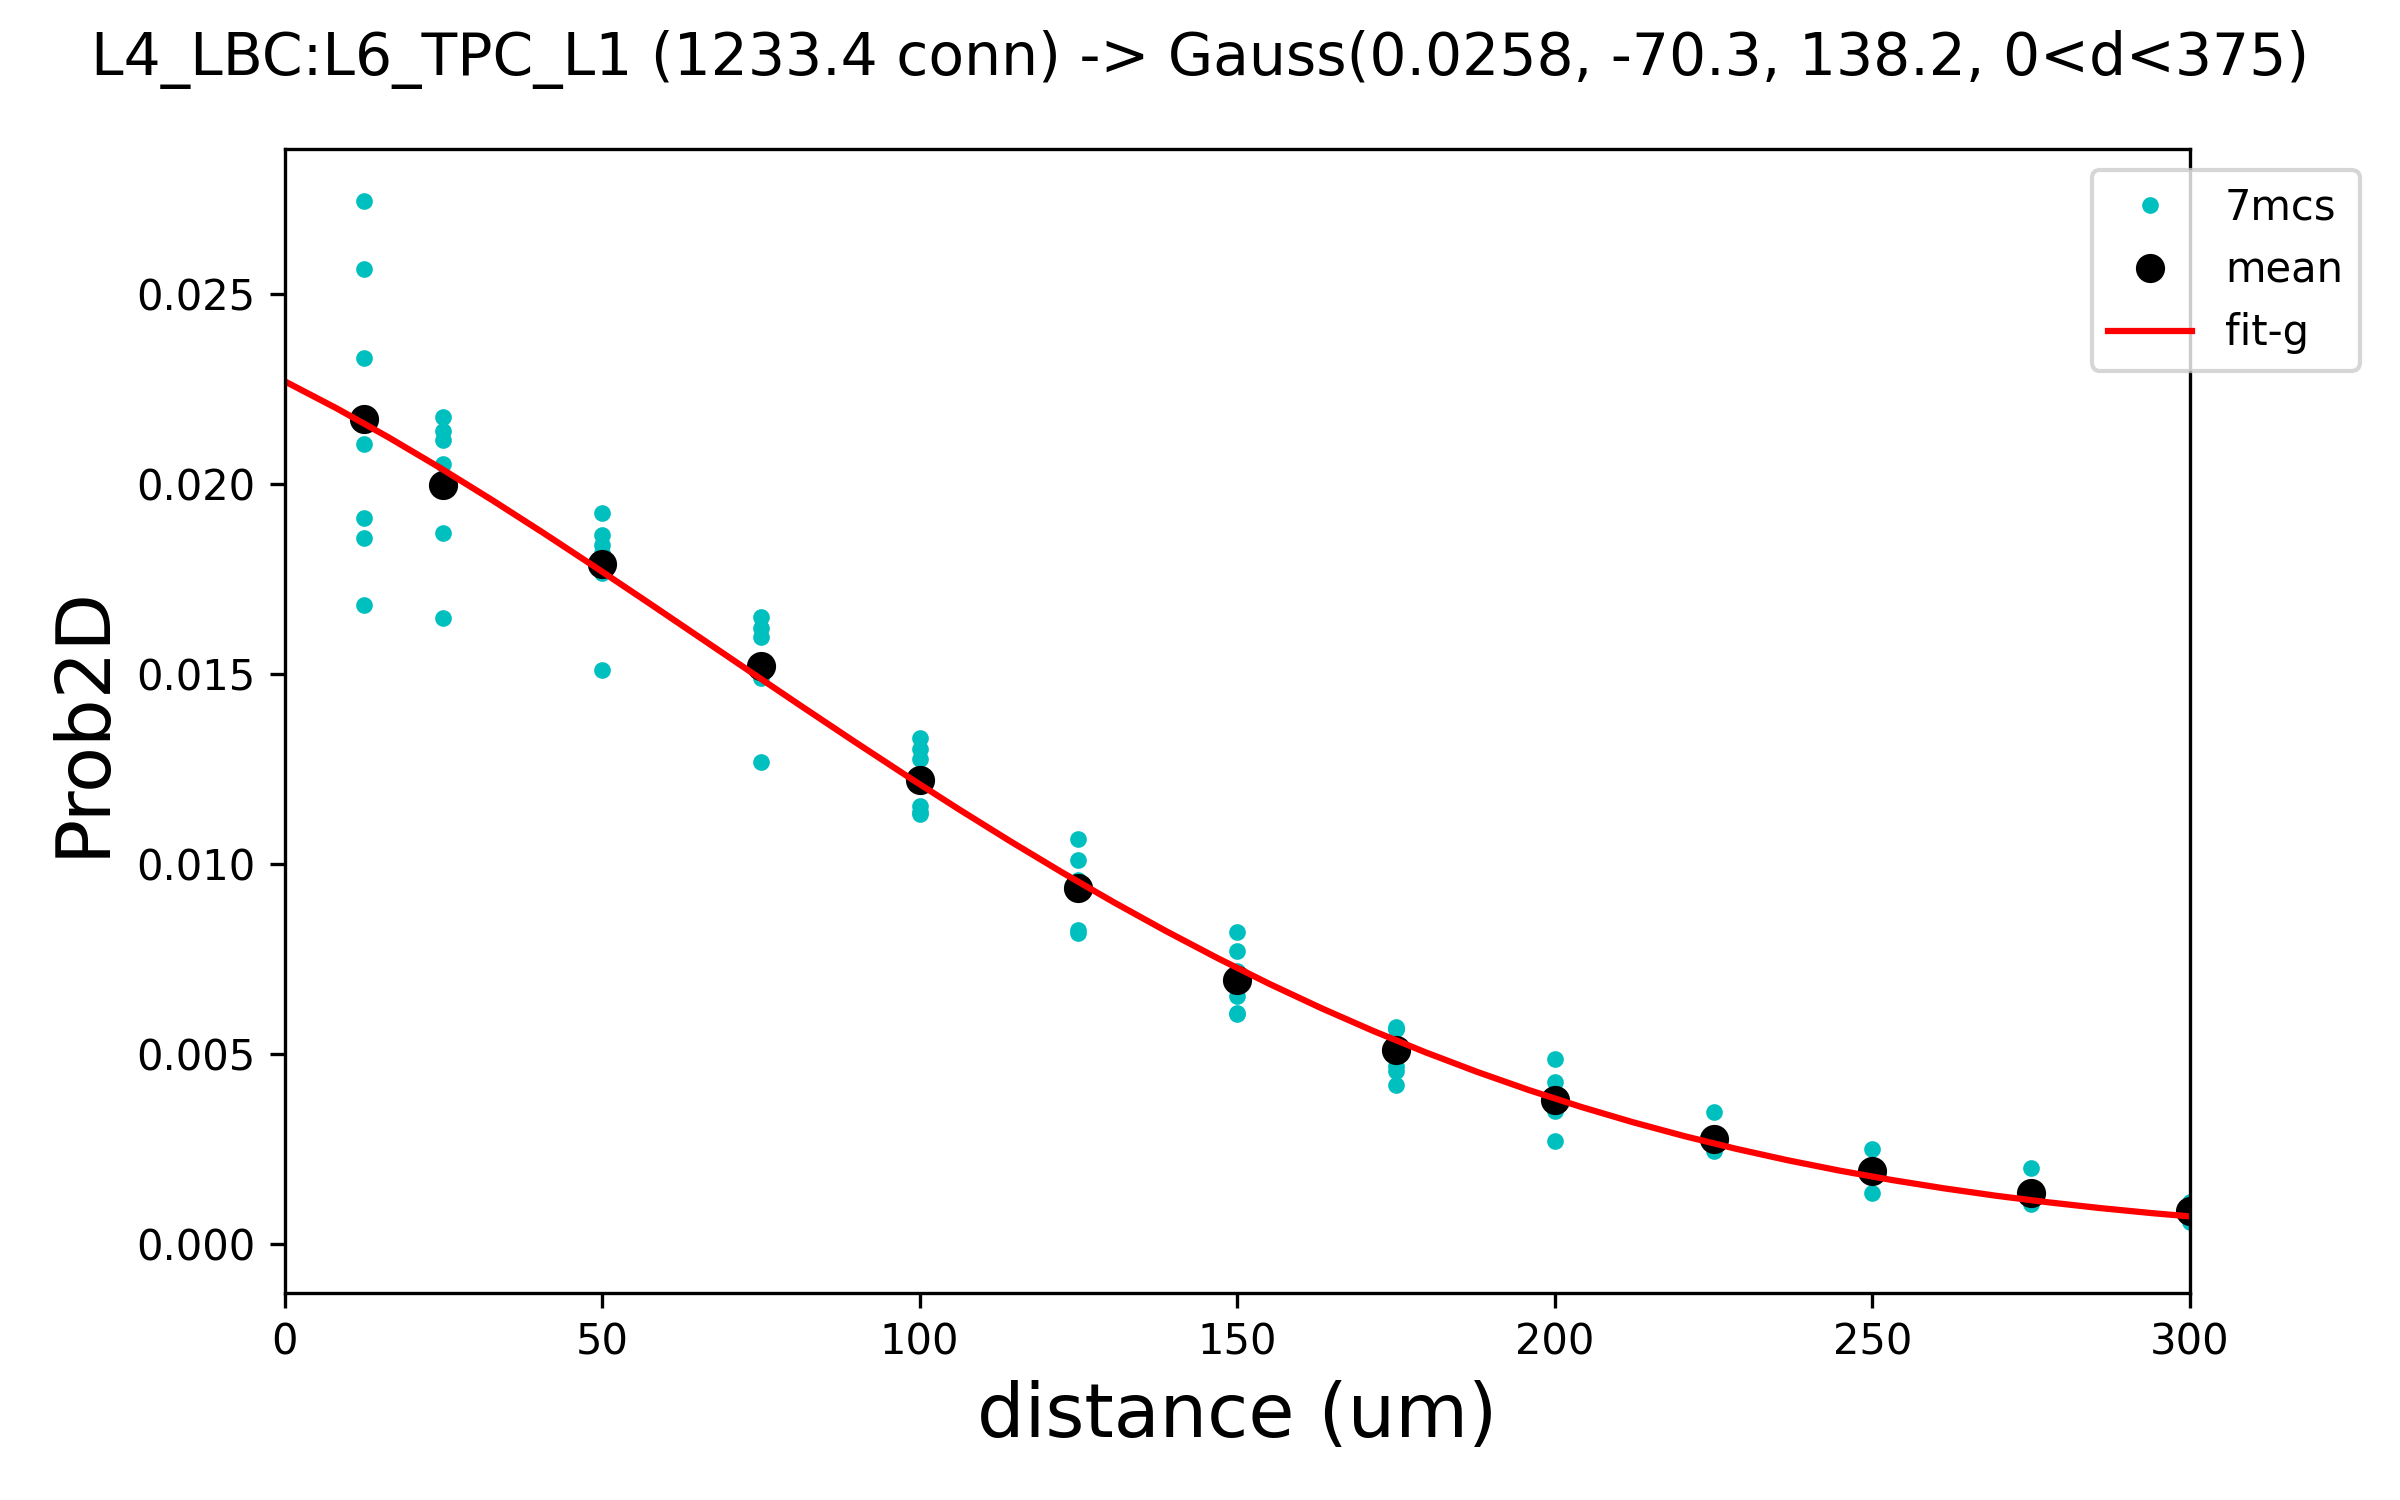 L4_LBC:L6_TPC_L1 (1233.4 conn) -> Gauss(0.0258, -70.3, 138.2, 0<d<375)
7mcs
mean
fit-g
0.025
0.020
0.015
0.010
0.005
0.000
Prob2D
0 50 100 150 200 250 300
distance (um)